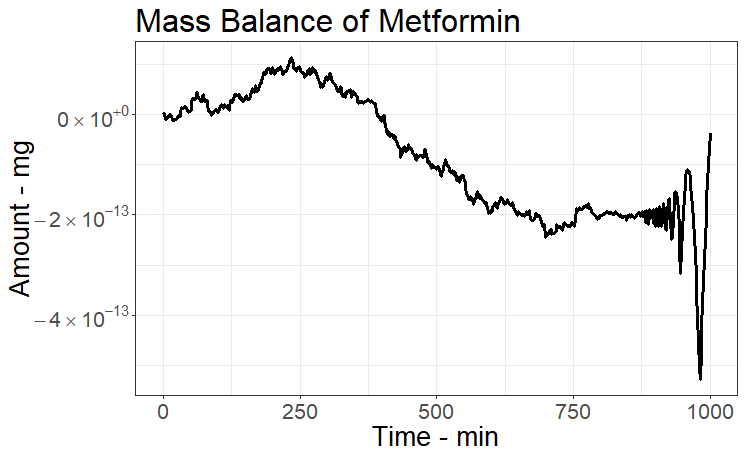 Mass Balance of Metformin
Amount - mg
0 × 10⁺⁰
−2 × 10⁻¹³
−4 × 10⁻¹³
0 250 500 750 1000
Time - min